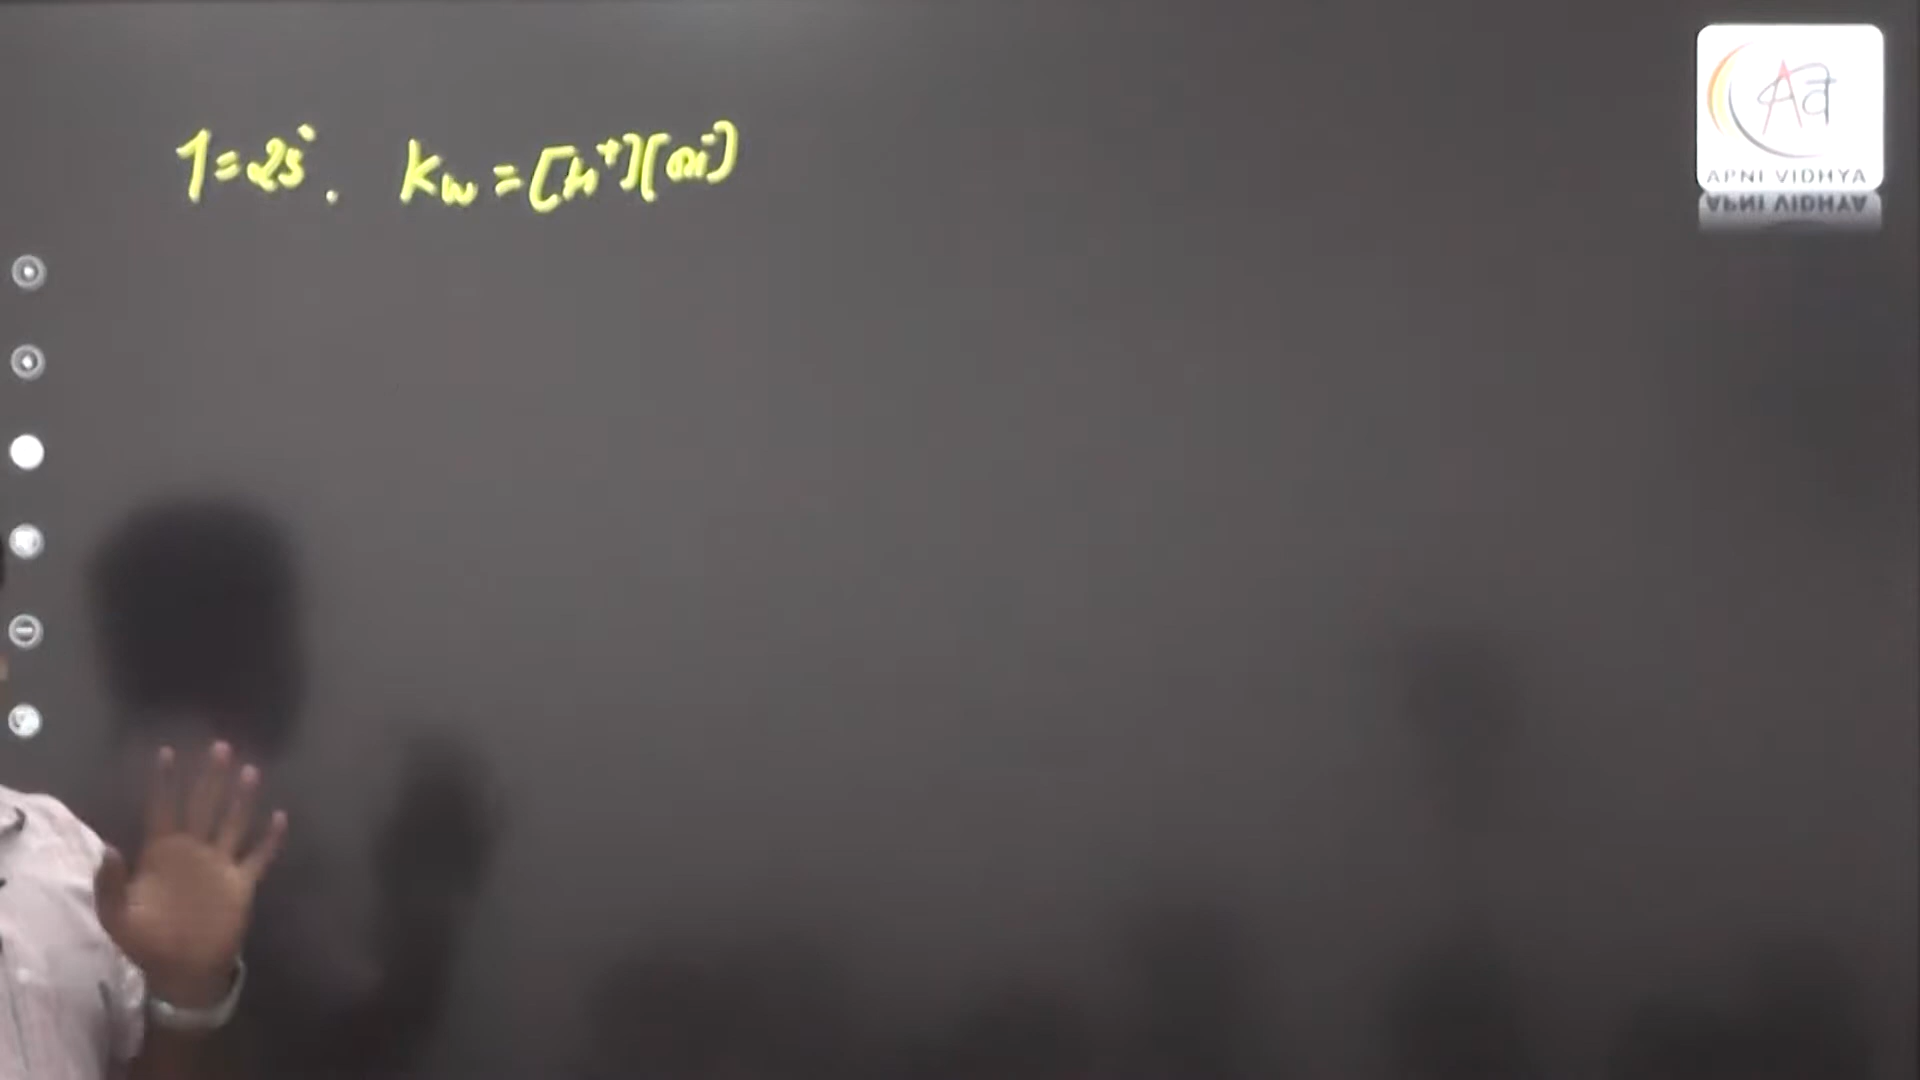 T = 25° . Kw = [H⁺][OH⁻]
APNI VIDHYA